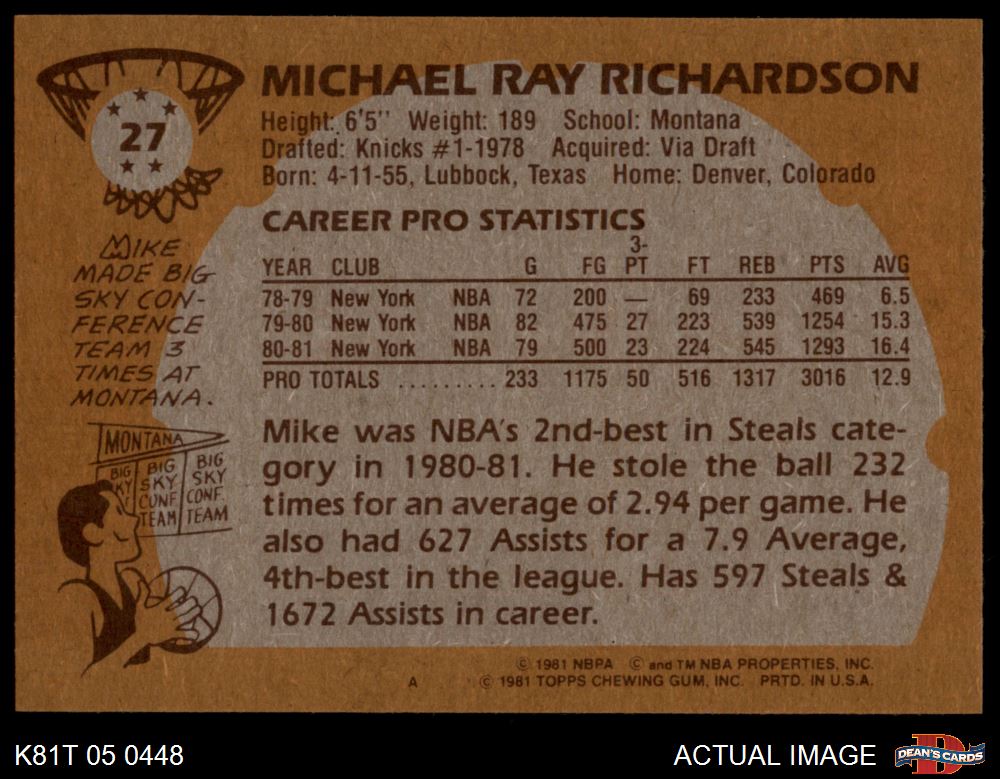 27
MICHAEL RAY RICHARDSON
Height: 6'5" Weight: 189 School: Montana
Drafted: Knicks #1-1978 Acquired: Via Draft
Born: 4-11-55, Lubbock, Texas Home: Denver, Colorado
MIKE
MADE BIG
SKY CON-
FERENCE
TEAM 3
TIMES AT
MONTANA.
MONTANA
BIG SKY CONF. TEAM
BIG SKY CONF. TEAM
CAREER PRO STATISTICS
YEAR CLUB G FG 3-PT FT REB PTS AVG
78-79 New York NBA 72 200 — 69 233 469 6.5
79-80 New York NBA 82 475 27 223 539 1254 15.3
80-81 New York NBA 79 500 23 224 545 1293 16.4
PRO TOTALS ......... 233 1175 50 516 1317 3016 12.9
Mike was NBA's 2nd-best in Steals cate-
gory in 1980-81. He stole the ball 232
times for an average of 2.94 per game. He
also had 627 Assists for a 7.9 Average,
4th-best in the league. Has 597 Steals &
1672 Assists in career.
© 1981 NBPA © and TM NBA PROPERTIES, INC.
A © 1981 TOPPS CHEWING GUM, INC. PRTD. IN U.S.A.
K81T 05 0448 ACTUAL IMAGE DEAN'S CARDS